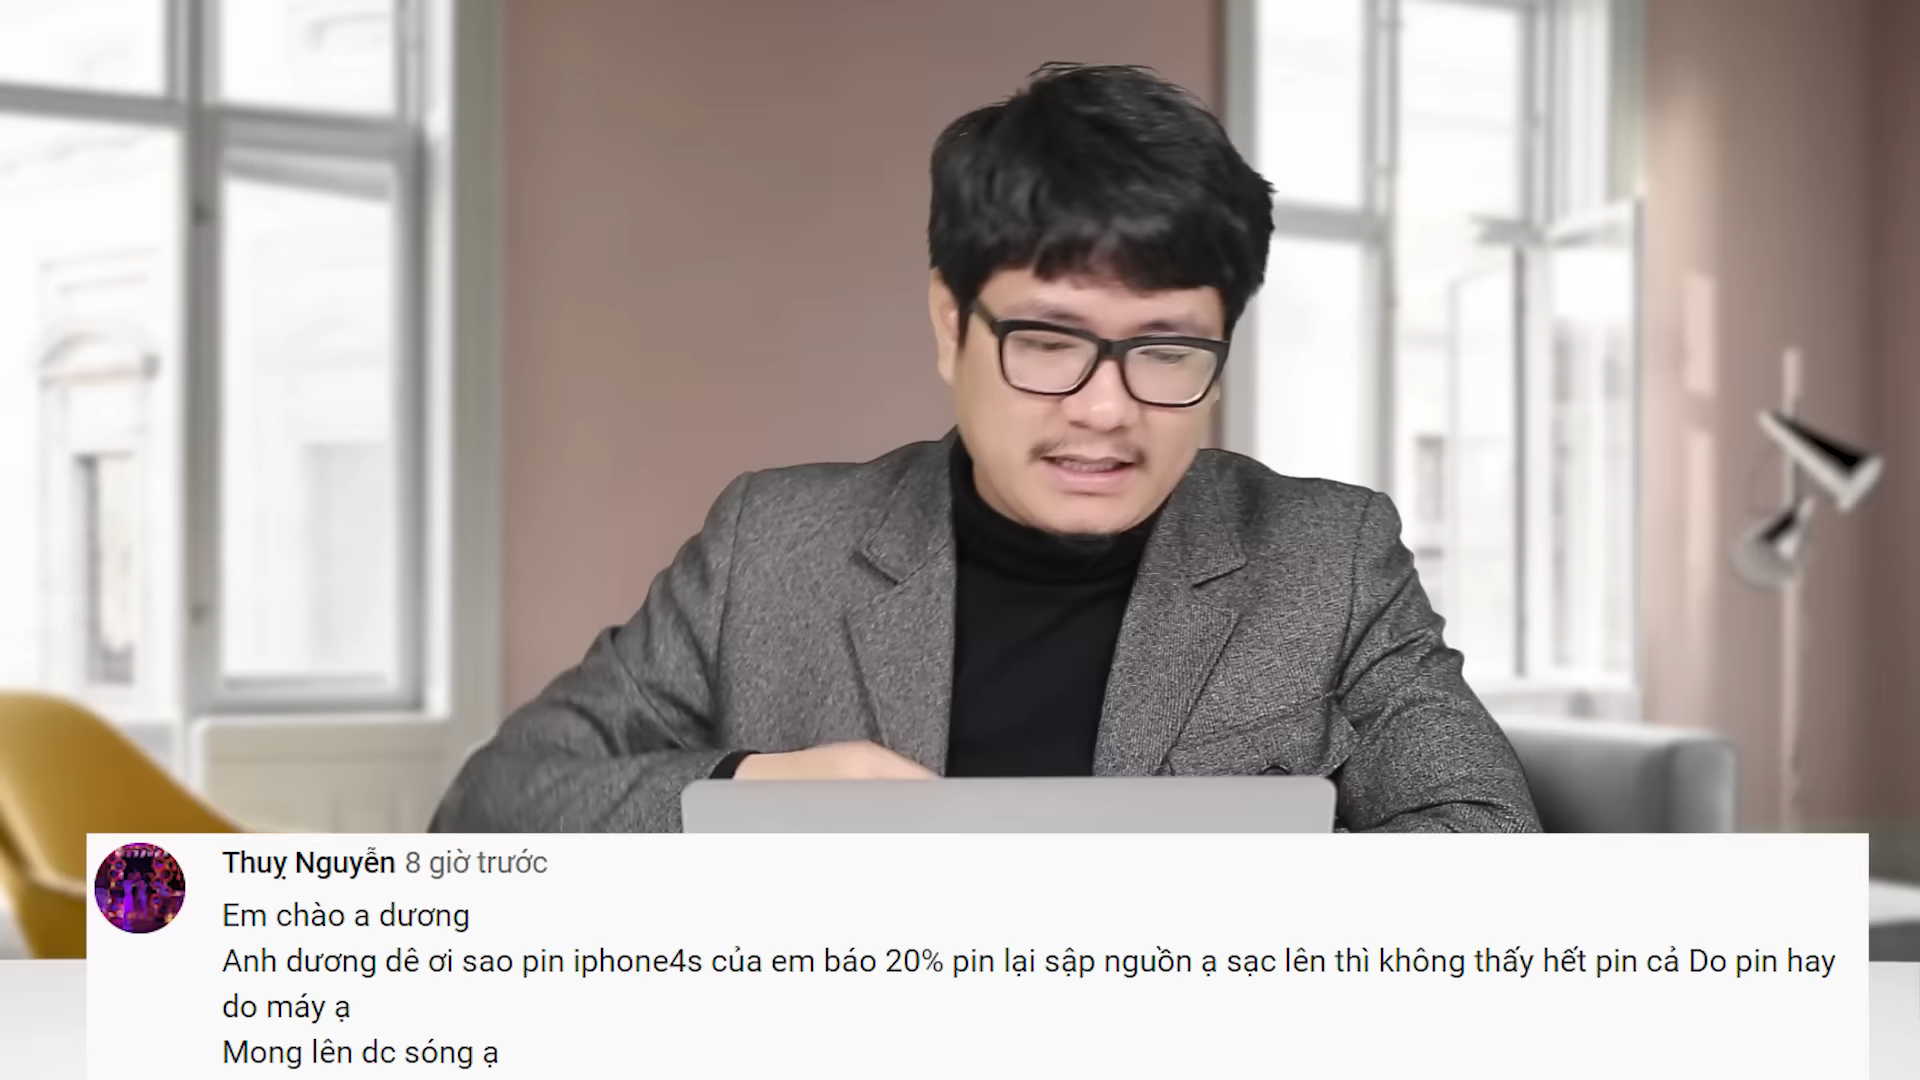 Thuỵ Nguyễn 8 giờ trước
Em chào a dương
Anh dương dê ơi sao pin iphone4s của em báo 20% pin lại sập nguồn ạ sạc lên thì không thấy hết pin cả Do pin hay
do máy ạ
Mong lên dc sóng ạ